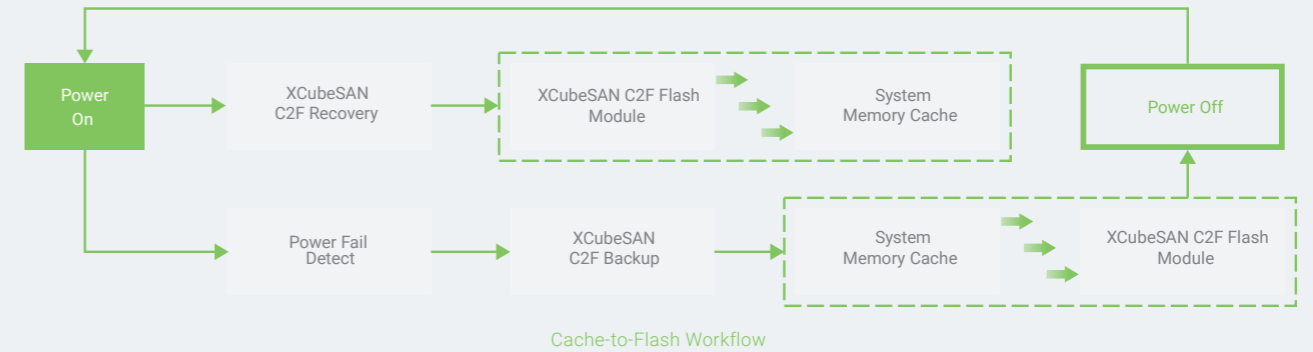 Power
On
XCubeSAN
C2F Recovery
XCubeSAN C2F Flash
Module
System
Memory Cache
Power Off
Power Fail
Detect
XCubeSAN
C2F Backup
System
Memory Cache
XCubeSAN C2F Flash
Module
Cache-to-Flash Workflow